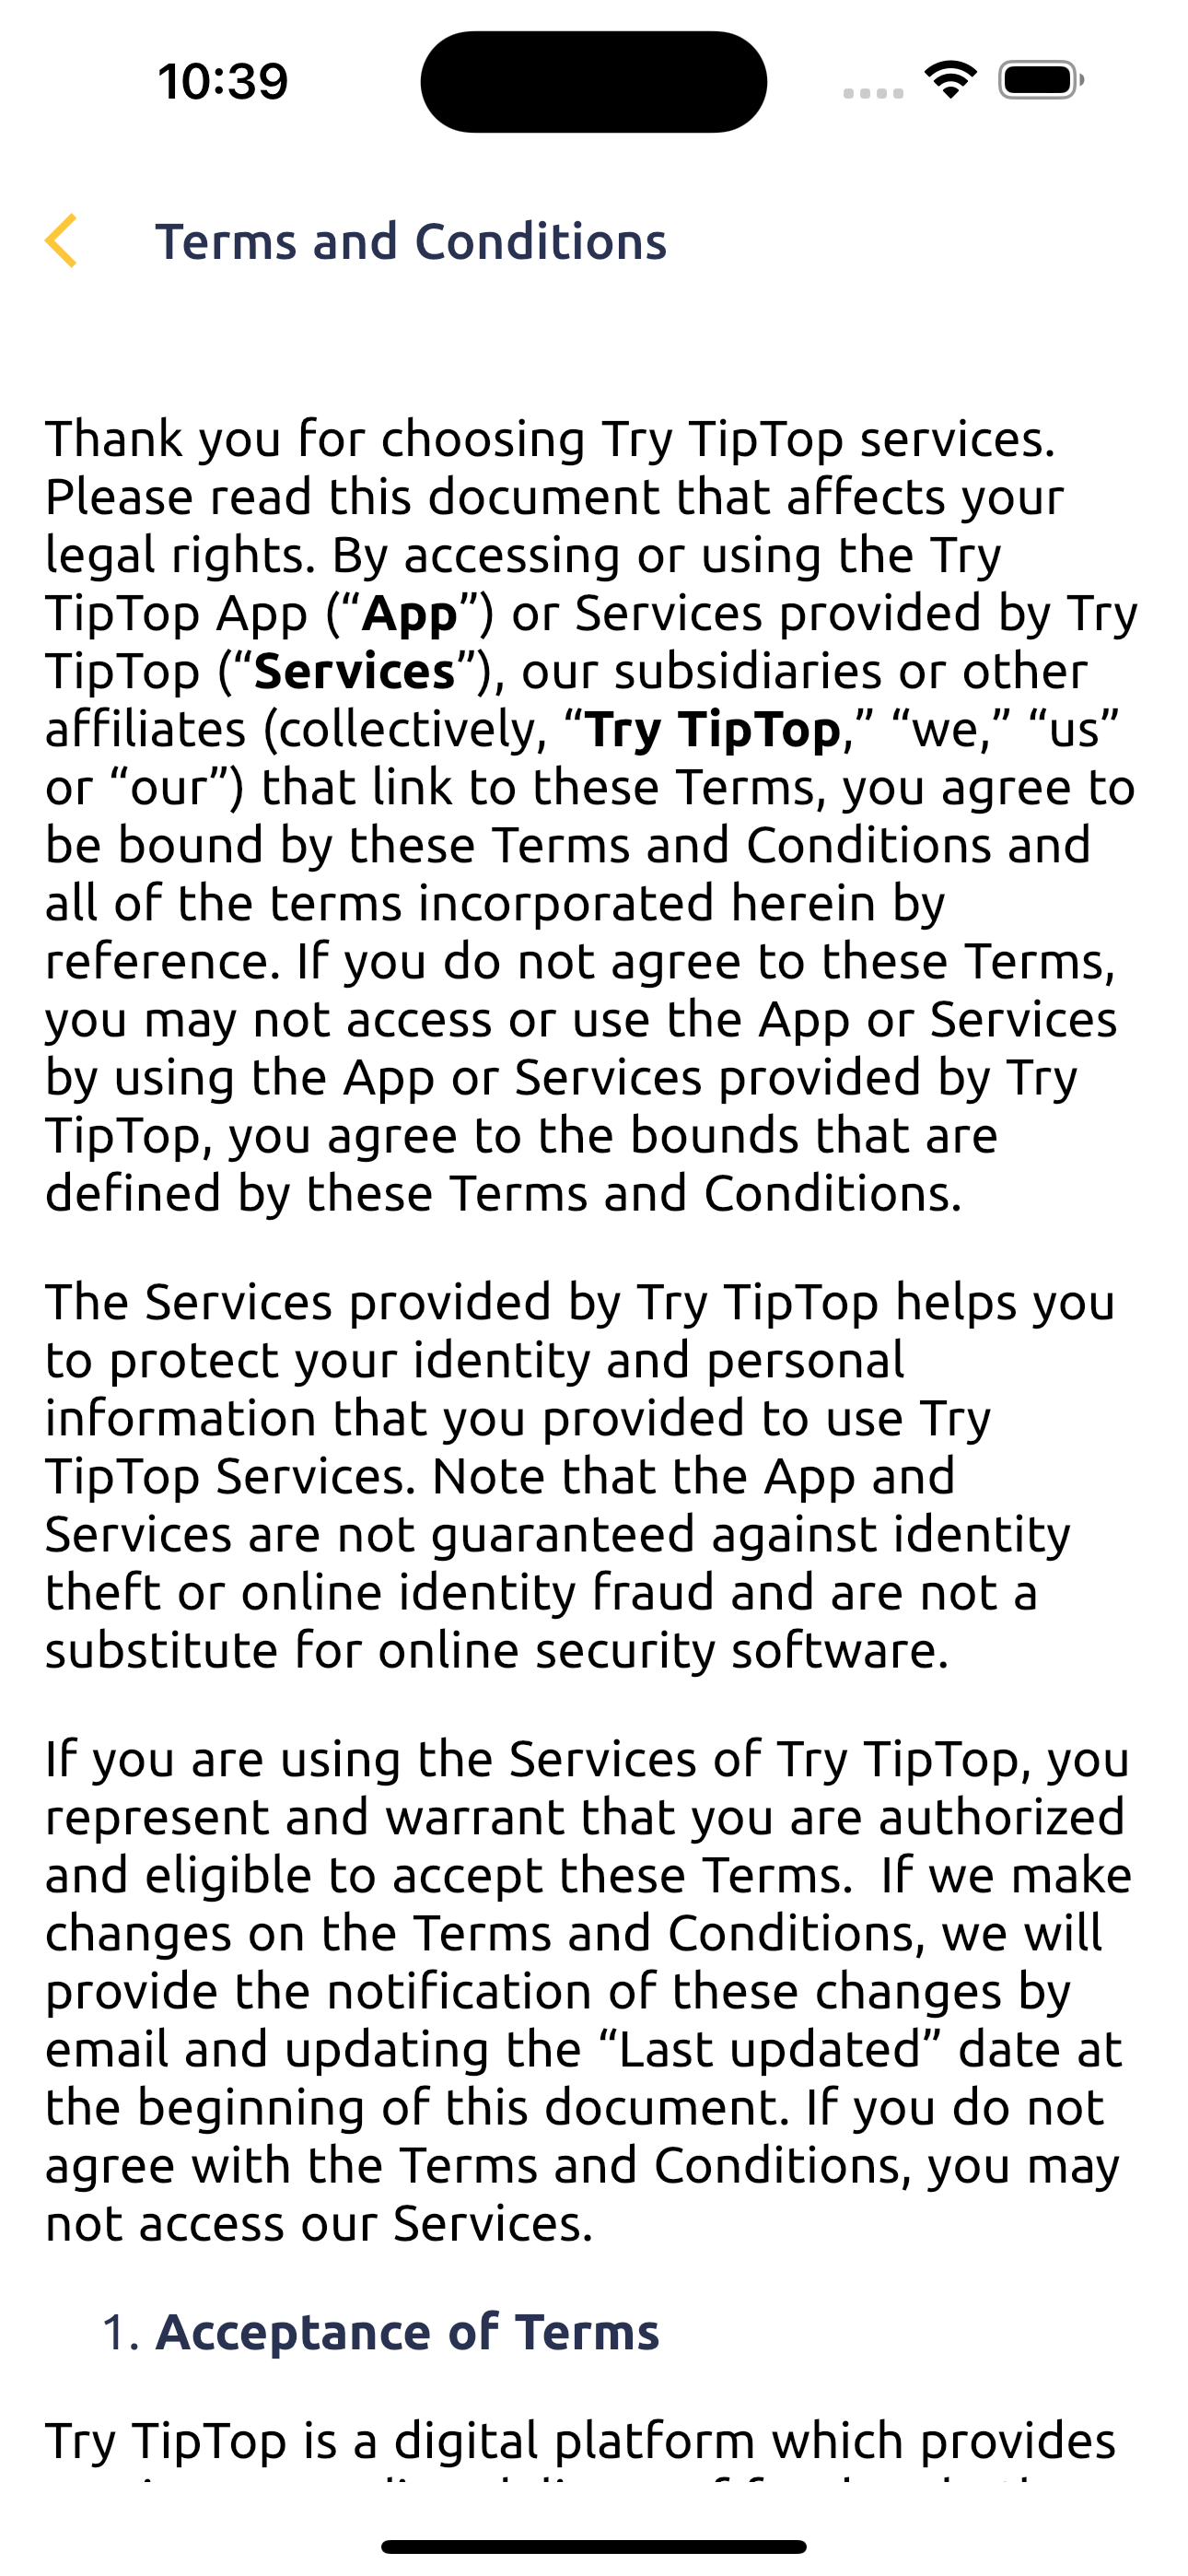 10:39
Terms and Conditions
Thank you for choosing Try TipTop services.
Please read this document that affects your
legal rights. By accessing or using the Try
TipTop App (“App”) or Services provided by Try
TipTop (“Services”), our subsidiaries or other
affiliates (collectively, “Try TipTop,” “we,” “us”
or “our”) that link to these Terms, you agree to
be bound by these Terms and Conditions and
all of the terms incorporated herein by
reference. If you do not agree to these Terms,
you may not access or use the App or Services
by using the App or Services provided by Try
TipTop, you agree to the bounds that are
defined by these Terms and Conditions.
The Services provided by Try TipTop helps you
to protect your identity and personal
information that you provided to use Try
TipTop Services. Note that the App and
Services are not guaranteed against identity
theft or online identity fraud and are not a
substitute for online security software.
If you are using the Services of Try TipTop, you
represent and warrant that you are authorized
and eligible to accept these Terms.  If we make
changes on the Terms and Conditions, we will
provide the notification of these changes by
email and updating the “Last updated” date at
the beginning of this document. If you do not
agree with the Terms and Conditions, you may
not access our Services.
1. Acceptance of Terms
Try TipTop is a digital platform which provides